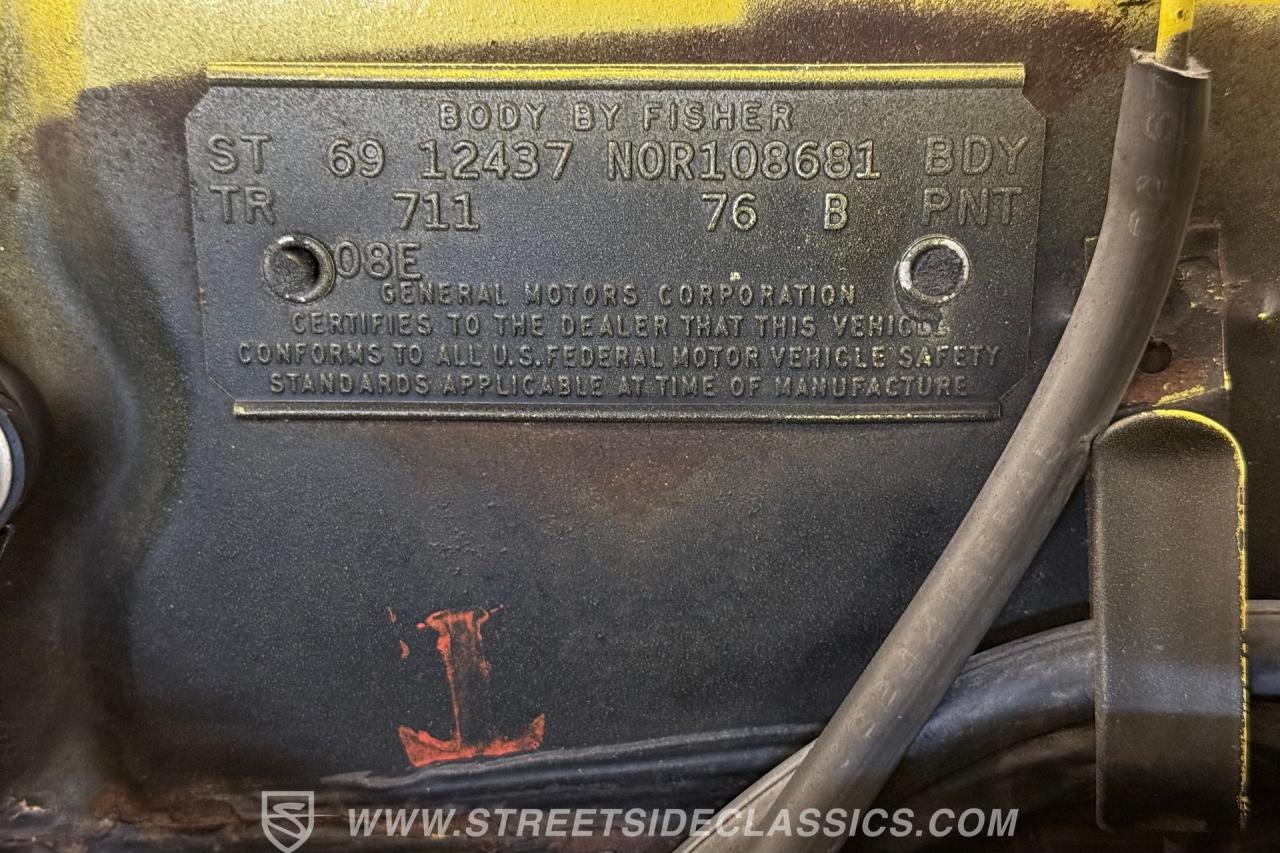 BODY BY FISHER
ST 69 12437 NOR108681 BDY
TR 711 76 B PNT
08E
GENERAL MOTORS CORPORATION
CERTIFIES TO THE DEALER THAT THIS VEHICLE
CONFORMS TO ALL U.S. FEDERAL MOTOR VEHICLE SAFETY
STANDARDS APPLICABLE AT TIME OF MANUFACTURE
WWW.STREETSIDECLASSICS.COM